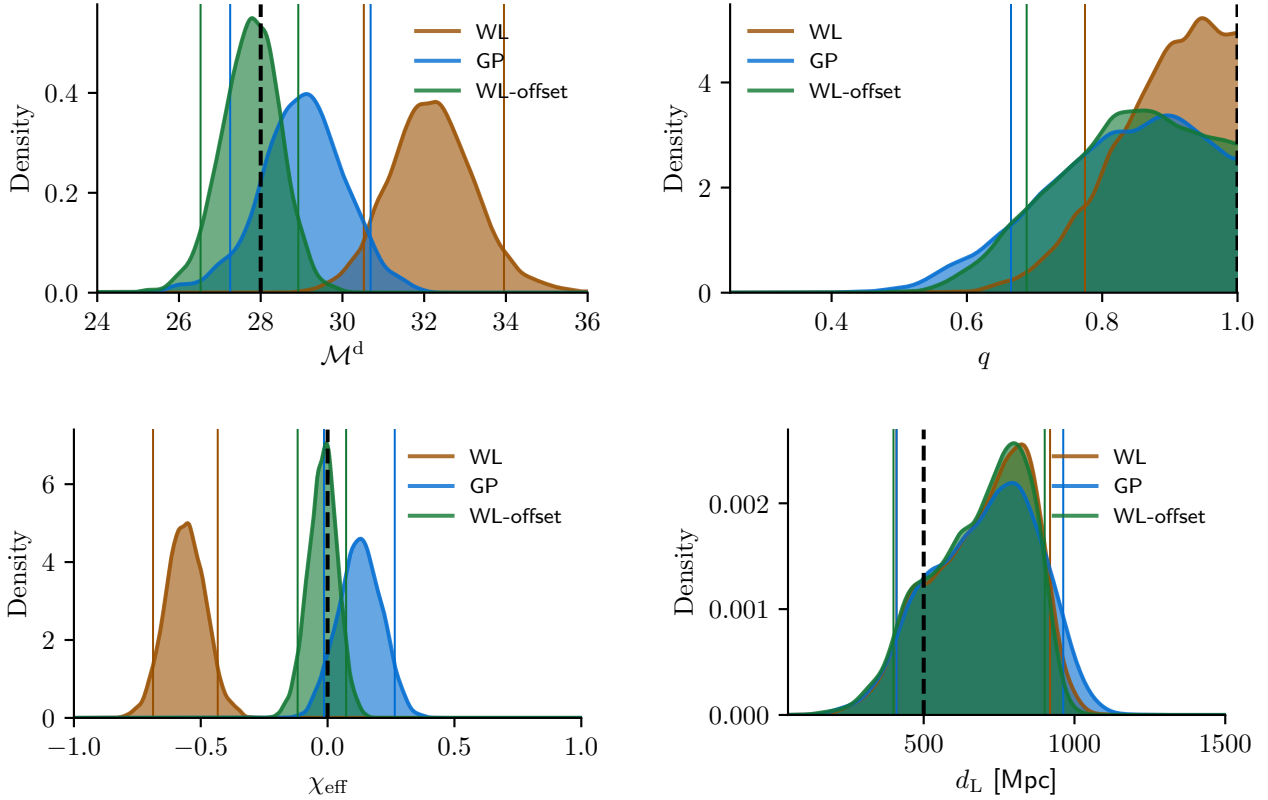 WL
GP
WL-offset
Density
0.4
0.2
0.0
24 26 28 30 32 34 36
ℳᵈ
WL
GP
WL-offset
Density
4
2
0
0.4 0.6 0.8 1.0
q
WL
GP
WL-offset
Density
6
4
2
0
−1.0 −0.5 0.0 0.5 1.0
χeff
WL
GP
WL-offset
Density
0.002
0.001
0.000
500 1000 1500
dL [Mpc]